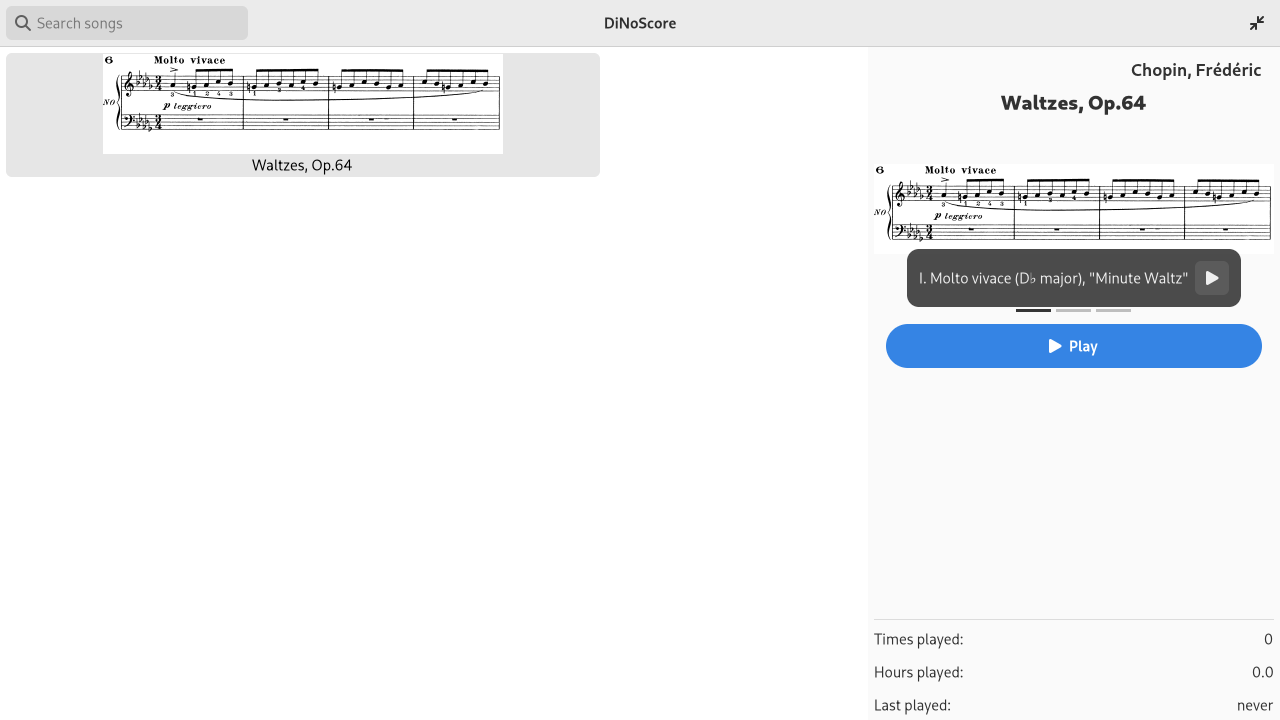 Search songs
DiNoScore
6 Molto vivace
NO
p leggiero
Waltzes, Op.64
Chopin, Frédéric
Waltzes, Op.64
6 Molto vivace
NO
p leggiero
I. Molto vivace (D♭ major), "Minute Waltz"
Play
Times played: 0
Hours played: 0.0
Last played: never